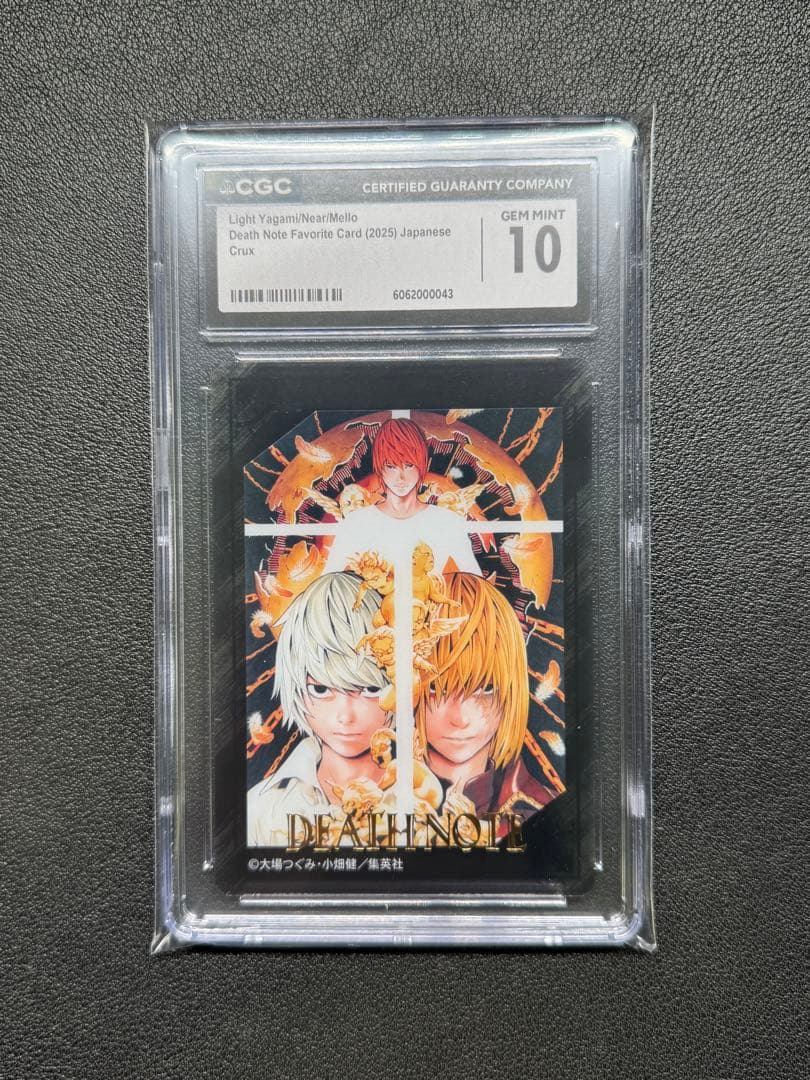 CGC
CERTIFIED GUARANTY COMPANY
Light Yagami/Near/Mello
Death Note Favorite Card (2025) Japanese
Crux
6062000043
GEM MINT
10
DEATH NOTE
©大場つぐみ・小畑健／集英社